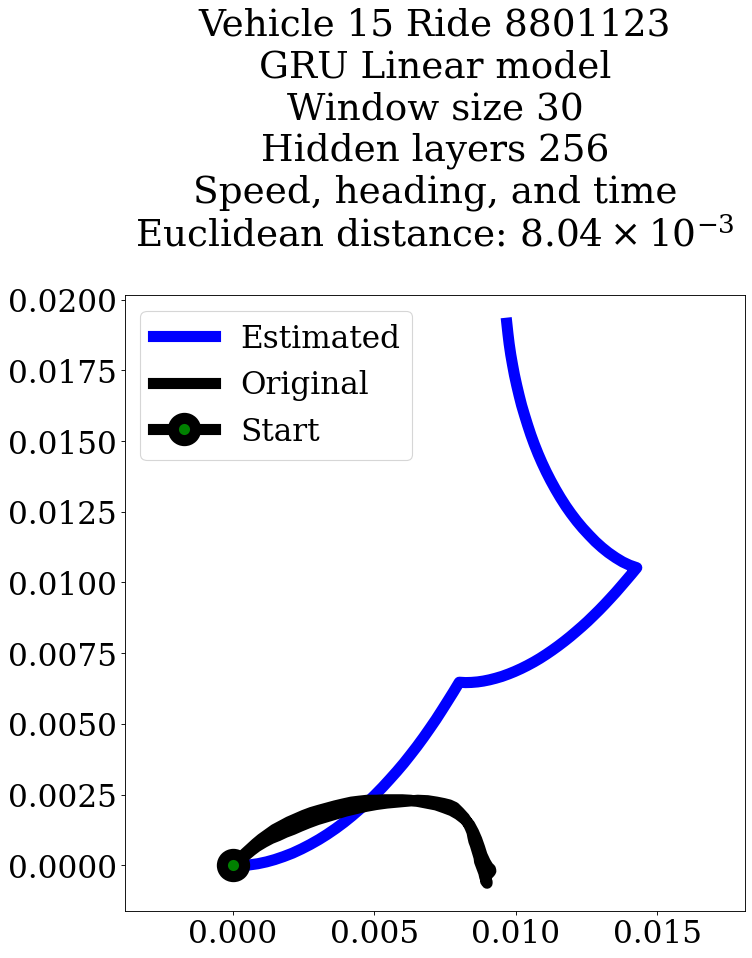 Vehicle 15 Ride 8801123
GRU Linear model
Window size 30
Hidden layers 256
Speed, heading, and time
Euclidean distance: 8.04 × 10⁻³
0.0200
0.0175
0.0150
0.0125
0.0100
0.0075
0.0050
0.0025
0.0000
Estimated
Original
Start
0.000 0.005 0.010 0.015